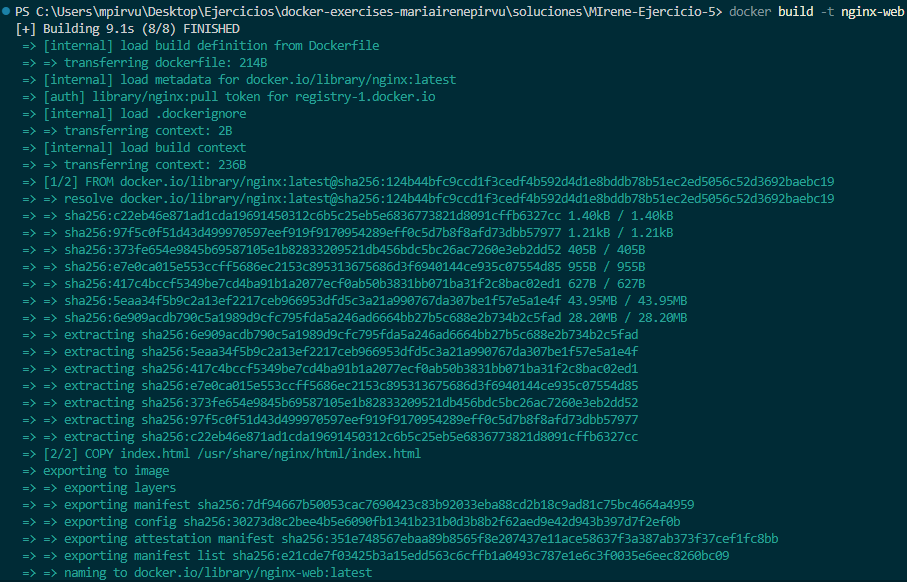 PS C:\Users\mpirvu\Desktop\Ejercicios\docker-exercises-mariairenepirvu\soluciones\MIrene-Ejercicio-5> docker build -t nginx-web
[+] Building 9.1s (8/8) FINISHED
=> [internal] load build definition from Dockerfile
=> => transferring dockerfile: 214B
=> [internal] load metadata for docker.io/library/nginx:latest
=> [auth] library/nginx:pull token for registry-1.docker.io
=> [internal] load .dockerignore
=> => transferring context: 2B
=> [internal] load build context
=> => transferring context: 236B
=> [1/2] FROM docker.io/library/nginx:latest@sha256:124b44bfc9ccd1f3cedf4b592d4d1e8bddb78b51ec2ed5056c52d3692baebc19
=> => resolve docker.io/library/nginx:latest@sha256:124b44bfc9ccd1f3cedf4b592d4d1e8bddb78b51ec2ed5056c52d3692baebc19
=> => sha256:c22eb46e871ad1cda19691450312c6b5c25eb5e6836773821d8091cffb6327cc 1.40kB / 1.40kB
=> => sha256:97f5c0f51d43d499970597eef919f9170954289eff0c5d7b8f8afd73dbb57977 1.21kB / 1.21kB
=> => sha256:373fe654e9845b69587105e1b82833209521db456bdc5bc26ac7260e3eb2dd52 405B / 405B
=> => sha256:e7e0ca015e553ccff5686ec2153c895313675686d3f6940144ce935c07554d85 955B / 955B
=> => sha256:417c4bccf5349be7cd4ba91b1a2077ecf0ab50b3831bb071ba31f2c8bac02ed1 627B / 627B
=> => sha256:5eaa34f5b9c2a13ef2217ceb966953dfd5c3a21a990767da307be1f57e5a1e4f 43.95MB / 43.95MB
=> => sha256:6e909acdb790c5a1989d9cfc795fda5a246ad6664bb27b5c688e2b734b2c5fad 28.20MB / 28.20MB
=> => extracting sha256:6e909acdb790c5a1989d9cfc795fda5a246ad6664bb27b5c688e2b734b2c5fad
=> => extracting sha256:5eaa34f5b9c2a13ef2217ceb966953dfd5c3a21a990767da307be1f57e5a1e4f
=> => extracting sha256:417c4bccf5349be7cd4ba91b1a2077ecf0ab50b3831bb071ba31f2c8bac02ed1
=> => extracting sha256:e7e0ca015e553ccff5686ec2153c895313675686d3f6940144ce935c07554d85
=> => extracting sha256:373fe654e9845b69587105e1b82833209521db456bdc5bc26ac7260e3eb2dd52
=> => extracting sha256:97f5c0f51d43d499970597eef919f9170954289eff0c5d7b8f8afd73dbb57977
=> => extracting sha256:c22eb46e871ad1cda19691450312c6b5c25eb5e6836773821d8091cffb6327cc
=> [2/2] COPY index.html /usr/share/nginx/html/index.html
=> exporting to image
=> => exporting layers
=> => exporting manifest sha256:7df94667b50053cac7690423c83b92033eba88cd2b18c9ad81c75bc4664a4959
=> => exporting config sha256:30273d8c2bee4b5e6090fb1341b231b0d3b8b2f62aed9e42d943b397d7f2ef0b
=> => exporting attestation manifest sha256:351e748567ebaa89b8565f8e207437e11ace58637f3a387ab373f37cef1fc8bb
=> => exporting manifest list sha256:e21cde7f03425b3a15edd563c6cffb1a0493c787e1e6c3f0035e6eec8260bc09
=> => naming to docker.io/library/nginx-web:latest